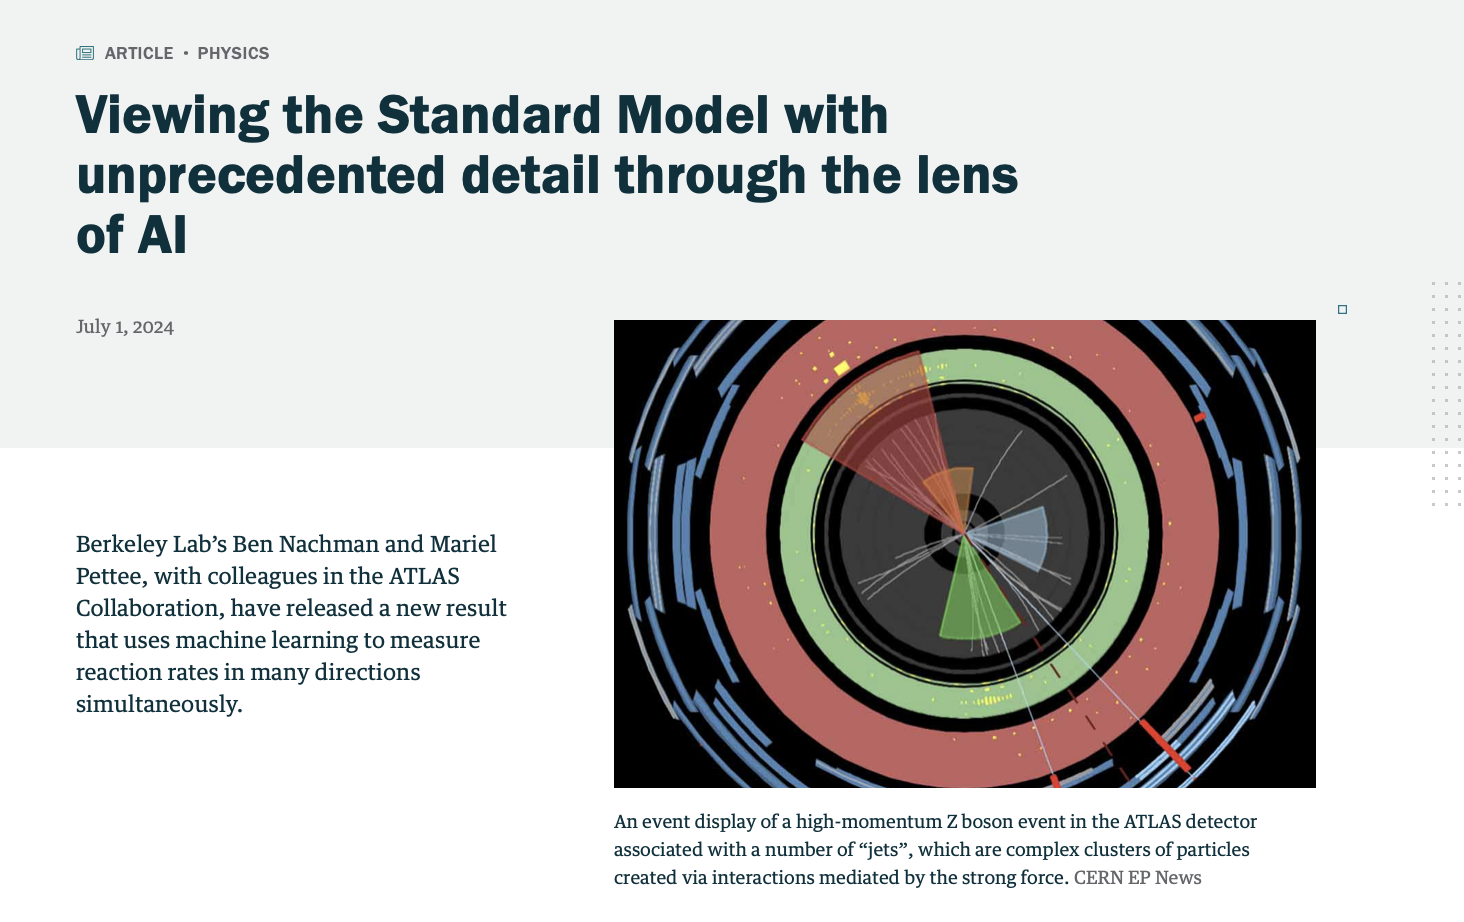 ARTICLE • PHYSICS
Viewing the Standard Model with
unprecedented detail through the lens
of AI
July 1, 2024
Berkeley Lab’s Ben Nachman and Mariel
Pettee, with colleagues in the ATLAS
Collaboration, have released a new result
that uses machine learning to measure
reaction rates in many directions
simultaneously.
An event display of a high-momentum Z boson event in the ATLAS detector
associated with a number of “jets”, which are complex clusters of particles
created via interactions mediated by the strong force. CERN EP News